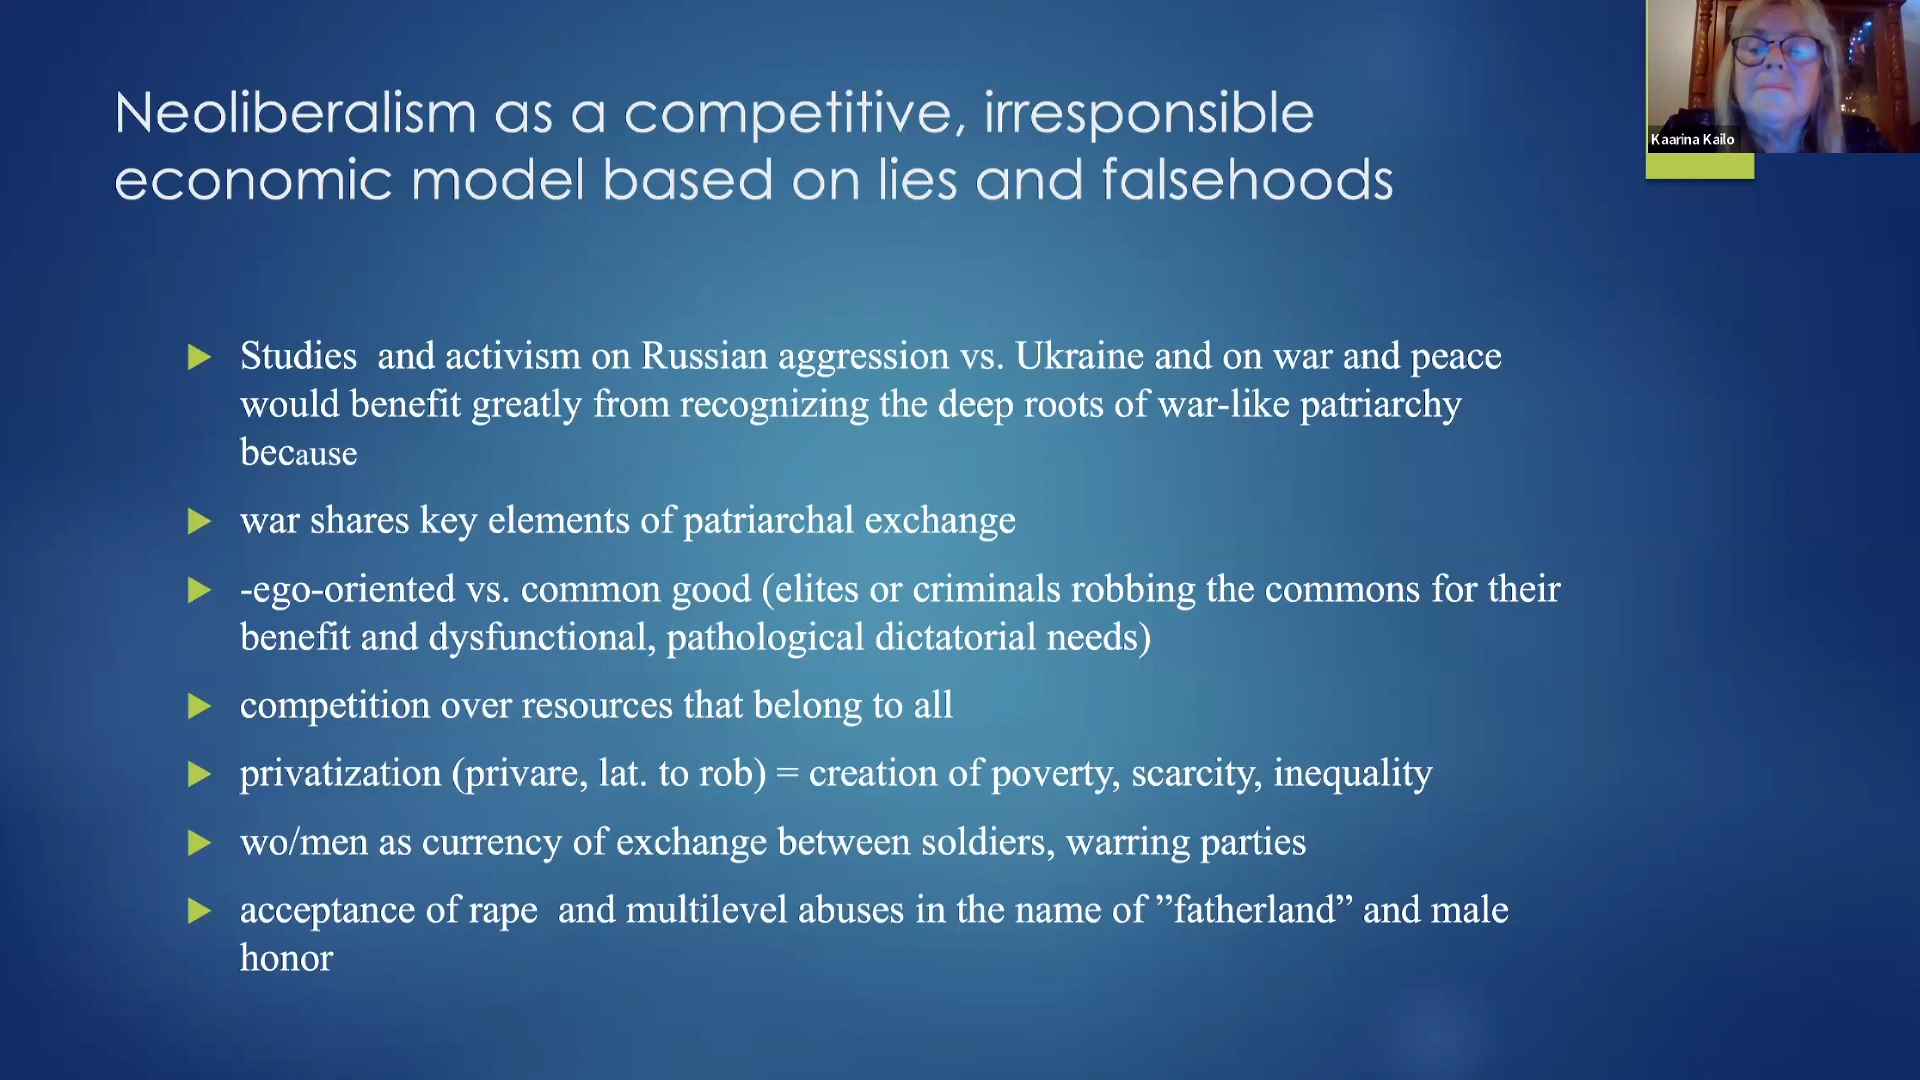 Neoliberalism as a competitive, irresponsible
economic model based on lies and falsehoods
Kaarina Kailo
Studies  and activism on Russian aggression vs. Ukraine and on war and peace
would benefit greatly from recognizing the deep roots of war-like patriarchy
because
war shares key elements of patriarchal exchange
-ego-oriented vs. common good (elites or criminals robbing the commons for their
benefit and dysfunctional, pathological dictatorial needs)
competition over resources that belong to all
privatization (privare, lat. to rob) = creation of poverty, scarcity, inequality
wo/men as currency of exchange between soldiers, warring parties
acceptance of rape  and multilevel abuses in the name of ”fatherland” and male
honor